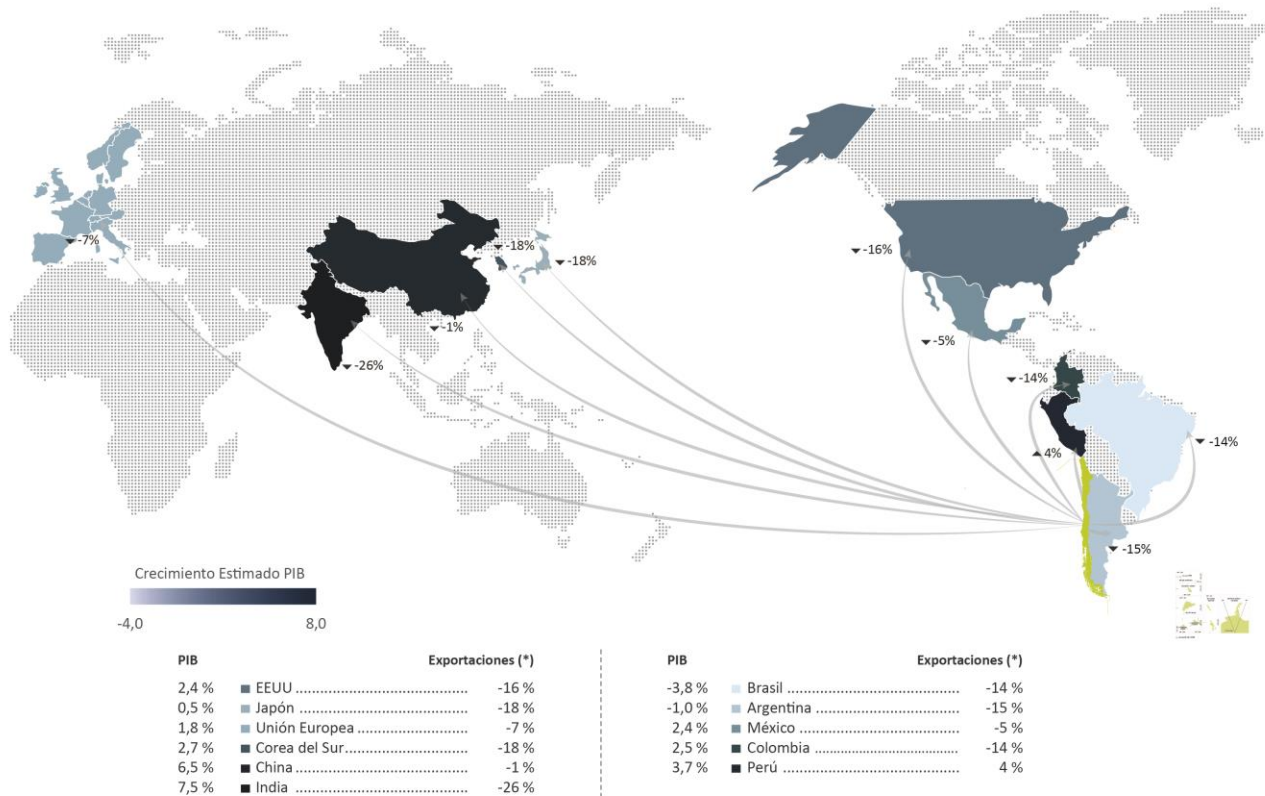 -7%
-18%
-18%
-1%
-26%
-16%
-5%
-14%
4%
-14%
-15%
Crecimiento Estimado PIB
-4,0 8,0
PIB Exportaciones (*)
2,4 % EEUU -16 %
0,5 % Japón -18 %
1,8 % Unión Europea -7 %
2,7 % Corea del Sur -18 %
6,5 % China -1 %
7,5 % India -26 %
PIB Exportaciones (*)
-3,8 % Brasil -14 %
-1,0 % Argentina -15 %
2,4 % México -5 %
2,5 % Colombia -14 %
3,7 % Perú 4 %